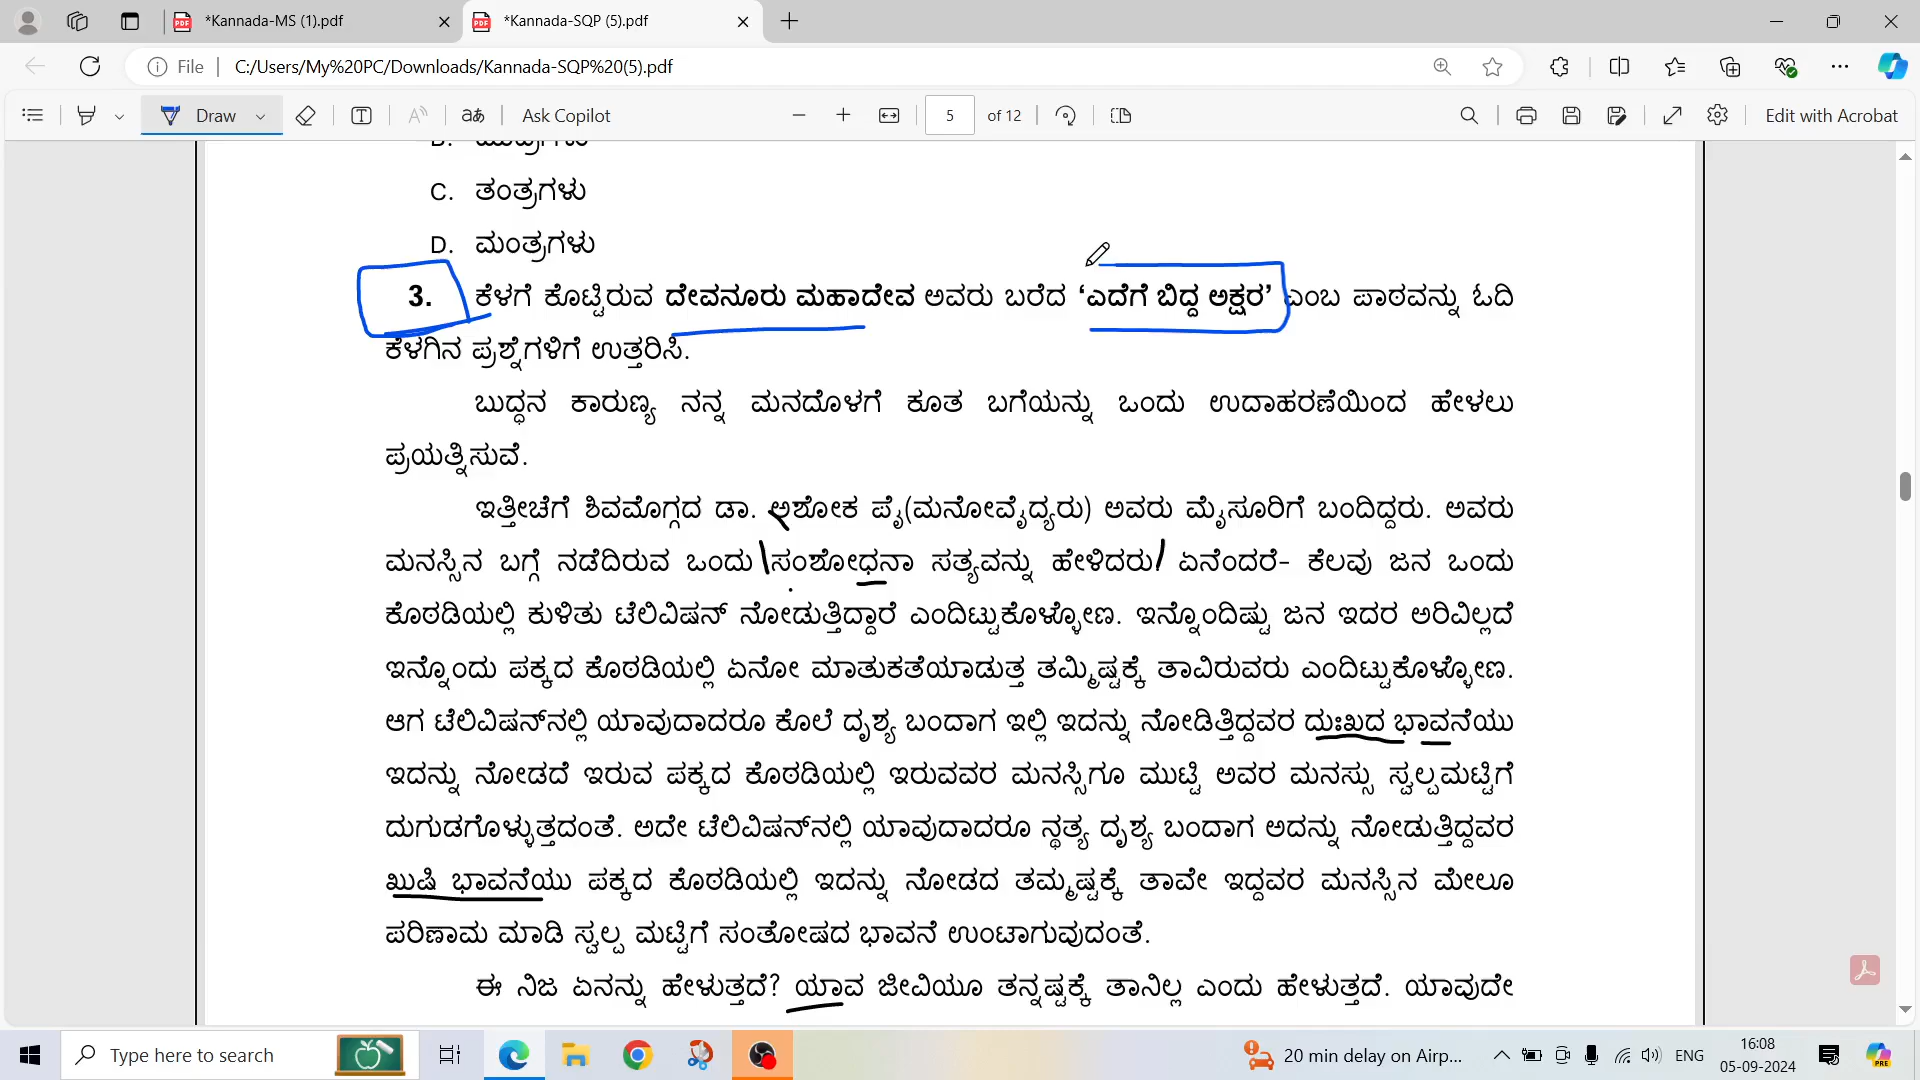 *Kannada-MS (1).pdf
*Kannada-SQP (5).pdf
File
C:/Users/My%20PC/Downloads/Kannada-SQP%20(5).pdf
Draw
aあ
Ask Copilot
5 of 12
Edit with Acrobat
C. ತಂತ್ರಗಳು
D. ಮಂತ್ರಗಳು
3. ಕೆಳಗೆ ಕೊಟ್ಟಿರುವ ದೇವನೂರು ಮಹಾದೇವ ಅವರು ಬರೆದ ‘ಎದೆಗೆ ಬಿದ್ದ ಅಕ್ಷರ’ ಎಂಬ ಪಾಠವನ್ನು ಓದಿ
ಕೆಳಗಿನ ಪ್ರಶ್ನೆಗಳಿಗೆ ಉತ್ತರಿಸಿ.
ಬುದ್ಧನ ಕಾರುಣ್ಯ ನನ್ನ ಮನದೊಳಗೆ ಕೂತ ಬಗೆಯನ್ನು ಒಂದು ಉದಾಹರಣೆಯಿಂದ ಹೇಳಲು
ಪ್ರಯತ್ನಿಸುವೆ.
ಇತ್ತೀಚೆಗೆ ಶಿವಮೊಗ್ಗದ ಡಾ. ಅಶೋಕ ಪೈ(ಮನೋವೈದ್ಯರು) ಅವರು ಮೈಸೂರಿಗೆ ಬಂದಿದ್ದರು. ಅವರು
ಮನಸ್ಸಿನ ಬಗ್ಗೆ ನಡೆದಿರುವ ಒಂದು ಸಂಶೋಧನಾ ಸತ್ಯವನ್ನು ಹೇಳಿದರು ಏನೆಂದರೆ- ಕೆಲವು ಜನ ಒಂದು
ಕೊಠಡಿಯಲ್ಲಿ ಕುಳಿತು ಟೆಲಿವಿಷನ್ ನೋಡುತ್ತಿದ್ದಾರೆ ಎಂದಿಟ್ಟುಕೊಳ್ಳೋಣ. ಇನ್ನೊಂದಿಷ್ಟು ಜನ ಇದರ ಅರಿವಿಲ್ಲದೆ
ಇನ್ನೊಂದು ಪಕ್ಕದ ಕೊಠಡಿಯಲ್ಲಿ ಏನೋ ಮಾತುಕತೆಯಾಡುತ್ತ ತಮ್ಮಿಷ್ಟಕ್ಕೆ ತಾವಿರುವರು ಎಂದಿಟ್ಟುಕೊಳ್ಳೋಣ.
ಆಗ ಟೆಲಿವಿಷನ್‌ನಲ್ಲಿ ಯಾವುದಾದರೂ ಕೊಲೆ ದೃಶ್ಯ ಬಂದಾಗ ಇಲ್ಲಿ ಇದನ್ನು ನೋಡಿತ್ತಿದ್ದವರ ದುಃಖದ ಭಾವನೆಯು
ಇದನ್ನು ನೋಡದೆ ಇರುವ ಪಕ್ಕದ ಕೊಠಡಿಯಲ್ಲಿ ಇರುವವರ ಮನಸ್ಸಿಗೂ ಮುಟ್ಟಿ ಅವರ ಮನಸ್ಸು ಸ್ವಲ್ಪಮಟ್ಟಿಗೆ
ದುಗುಡಗೊಳ್ಳುತ್ತದಂತೆ. ಅದೇ ಟೆಲಿವಿಷನ್‌ನಲ್ಲಿ ಯಾವುದಾದರೂ ದೃಶ್ಯ ಬಂದಾಗ ಅದನ್ನು ನೋಡುತ್ತಿದ್ದವರ
ಖುಷಿ ಭಾವನೆಯು ಪಕ್ಕದ ಕೊಠಡಿಯಲ್ಲಿ ಇದನ್ನು ನೋಡದ ತಮ್ಮಷ್ಟಕ್ಕೆ ತಾವೇ ಇದ್ದವರ ಮನಸ್ಸಿನ ಮೇಲೂ
ಪರಿಣಾಮ ಮಾಡಿ ಸ್ವಲ್ಪ ಮಟ್ಟಿಗೆ ಸಂತೋಷದ ಭಾವನೆ ಉಂಟಾಗುವುದಂತೆ.
ಈ ನಿಜ ಏನನ್ನು ಹೇಳುತ್ತದೆ? ಯಾವ ಜೀವಿಯೂ ತನ್ನಷ್ಟಕ್ಕೆ ತಾನಿಲ್ಲ ಎಂದು ಹೇಳುತ್ತದೆ. ಯಾವುದೇ
Type here to search
20 min delay on Airp...
ENG
16:08
05-09-2024